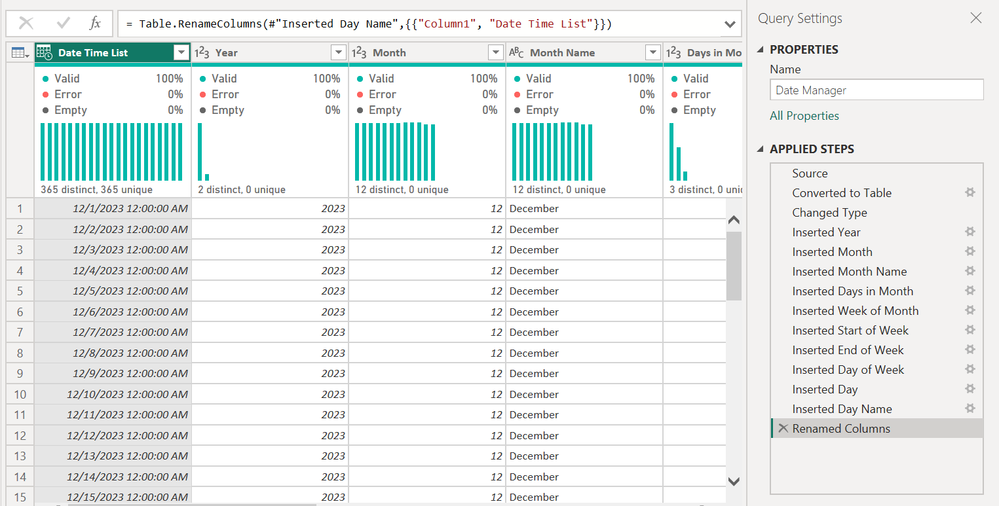 fx = Table.RenameColumns(#"Inserted Day Name",{{"Column1", "Date Time List"}})
Date Time List 1²3 Year 1²3 Month ABC Month Name 1²3 Days in Mo
Valid 100% Valid 100% Valid 100% Valid 100% Valid
Error 0% Error 0% Error 0% Error 0% Error
Empty 0% Empty 0% Empty 0% Empty 0% Empty
365 distinct, 365 unique 2 distinct, 0 unique 12 distinct, 0 unique 12 distinct, 0 unique 3 distinct, 0 uni
1 12/1/2023 12:00:00 AM 2023 12 December
2 12/2/2023 12:00:00 AM 2023 12 December
3 12/3/2023 12:00:00 AM 2023 12 December
4 12/4/2023 12:00:00 AM 2023 12 December
5 12/5/2023 12:00:00 AM 2023 12 December
6 12/6/2023 12:00:00 AM 2023 12 December
7 12/7/2023 12:00:00 AM 2023 12 December
8 12/8/2023 12:00:00 AM 2023 12 December
9 12/9/2023 12:00:00 AM 2023 12 December
10 12/10/2023 12:00:00 AM 2023 12 December
11 12/11/2023 12:00:00 AM 2023 12 December
12 12/12/2023 12:00:00 AM 2023 12 December
13 12/13/2023 12:00:00 AM 2023 12 December
14 12/14/2023 12:00:00 AM 2023 12 December
15 12/15/2023 12:00:00 AM 2023 12 December
Query Settings
PROPERTIES
Name
Date Manager
All Properties
APPLIED STEPS
Source
Converted to Table
Changed Type
Inserted Year
Inserted Month
Inserted Month Name
Inserted Days in Month
Inserted Week of Month
Inserted Start of Week
Inserted End of Week
Inserted Day of Week
Inserted Day
Inserted Day Name
Renamed Columns